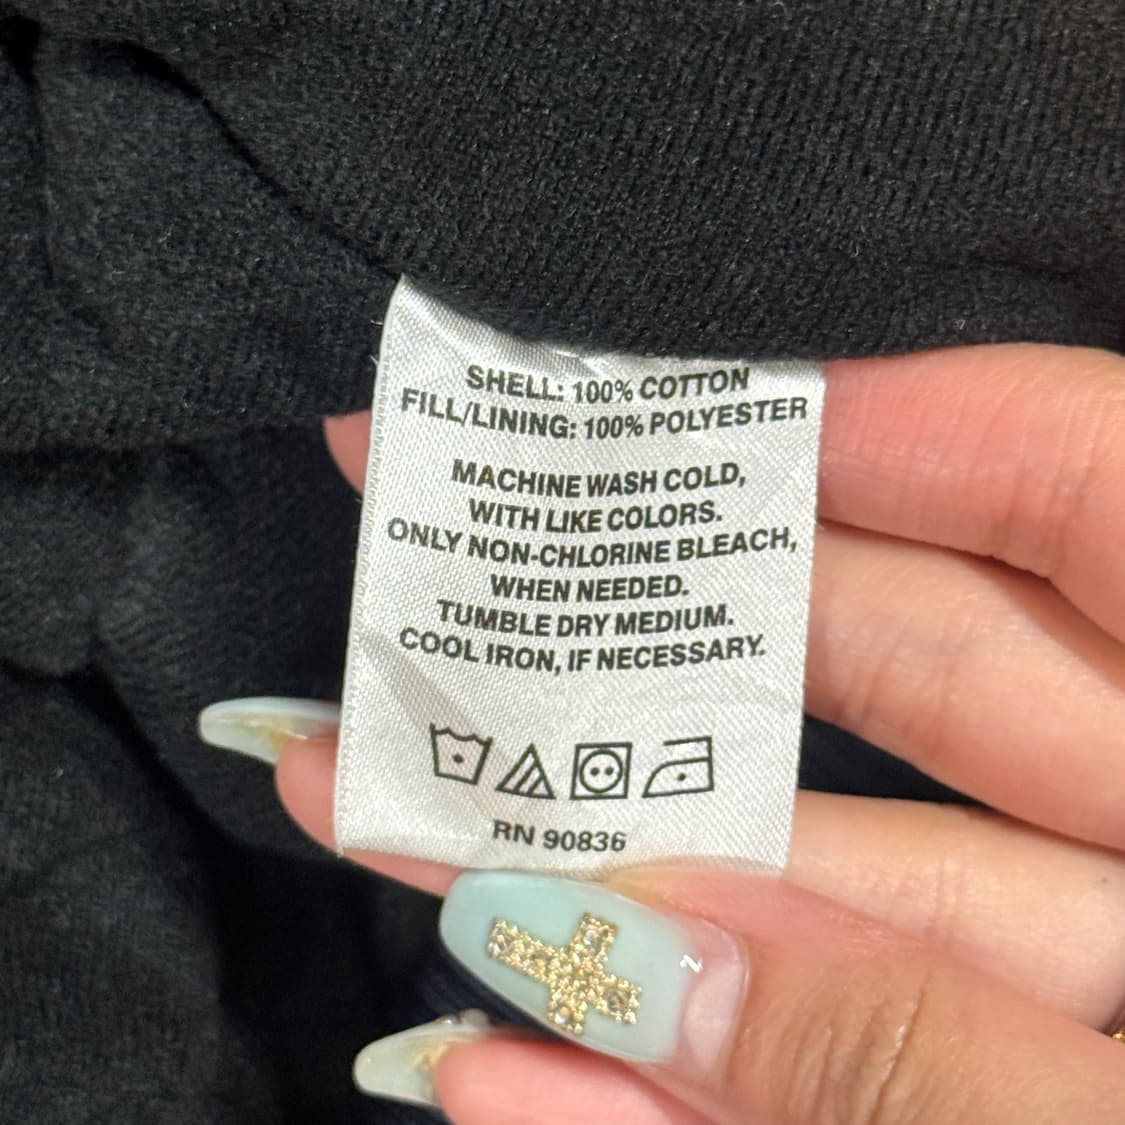 SHELL: 100% COTTON
FILL/LINING: 100% POLYESTER
MACHINE WASH COLD,
WITH LIKE COLORS.
ONLY NON-CHLORINE BLEACH,
WHEN NEEDED.
TUMBLE DRY MEDIUM.
COOL IRON, IF NECESSARY.
RN 90836